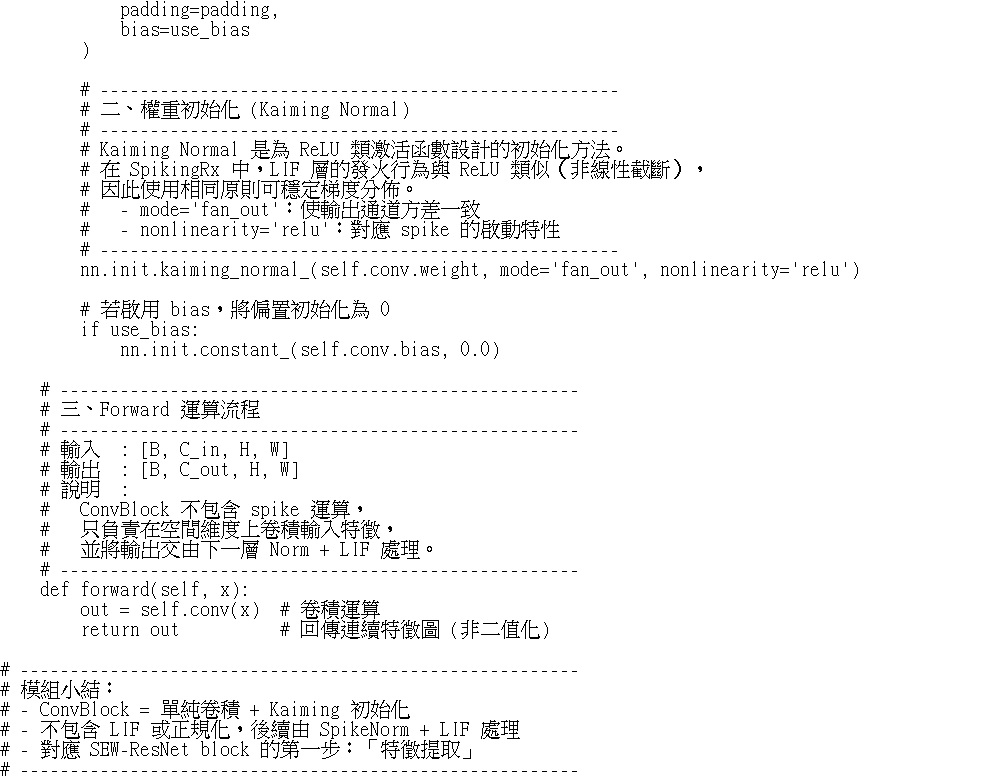 padding=padding,
            bias=use_bias
        )

        # ----------------------------------------------------
        # 二、權重初始化 (Kaiming Normal)
        # ----------------------------------------------------
        # Kaiming Normal 是為 ReLU 類激活函數設計的初始化方法。
        # 在 SpikingRx 中，LIF 層的發火行為與 ReLU 類似（非線性截斷），
        # 因此使用相同原則可穩定梯度分佈。
        #   - mode='fan_out'：使輸出通道方差一致
        #   - nonlinearity='relu'：對應 spike 的啟動特性
        # ----------------------------------------------------
        nn.init.kaiming_normal_(self.conv.weight, mode='fan_out', nonlinearity='relu')

        # 若啟用 bias，將偏置初始化為 0
        if use_bias:
            nn.init.constant_(self.conv.bias, 0.0)

    # ----------------------------------------------------
    # 三、Forward 運算流程
    # ----------------------------------------------------
    # 輸入  : [B, C_in, H, W]
    # 輸出  : [B, C_out, H, W]
    # 說明  :
    #   ConvBlock 不包含 spike 運算，
    #   只負責在空間維度上卷積輸入特徵，
    #   並將輸出交由下一層 Norm + LIF 處理。
    # ----------------------------------------------------
    def forward(self, x):
        out = self.conv(x)  # 卷積運算
        return out          # 回傳連續特徵圖 (非二值化)

# --------------------------------------------------------
# 模組小結：
# - ConvBlock = 單純卷積 + Kaiming 初始化
# - 不包含 LIF 或正規化，後續由 SpikeNorm + LIF 處理
# - 對應 SEW-ResNet block 的第一步：「特徵提取」
# --------------------------------------------------------